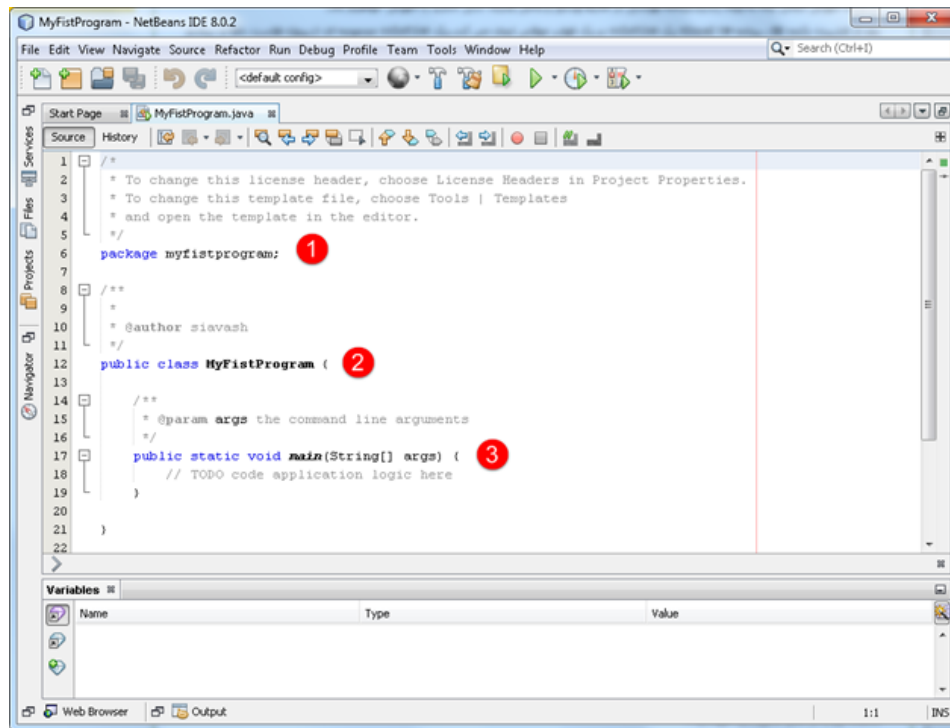 MyFistProgram - NetBeans IDE 8.0.2
File Edit View Navigate Source Refactor Run Debug Profile Team Tools Window Help
Search (Ctrl+I)
<default config>
Start Page MyFistProgram.java
Source History
Services
Files
Projects
Navigator
1 /*
2 * To change this license header, choose License Headers in Project Properties.
3 * To change this template file, choose Tools | Templates
4 * and open the template in the editor.
5 */
6 package myfistprogram; 1
7
8 /**
9 *
10 * @author siavash
11 */
12 public class MyFistProgram { 2
13
14 /**
15 * @param args the command line arguments
16 */
17 public static void main(String[] args) { 3
18 // TODO code application logic here
19 }
20
21 }
22
Variables
Name Type Value
Web Browser Output 1:1 INS